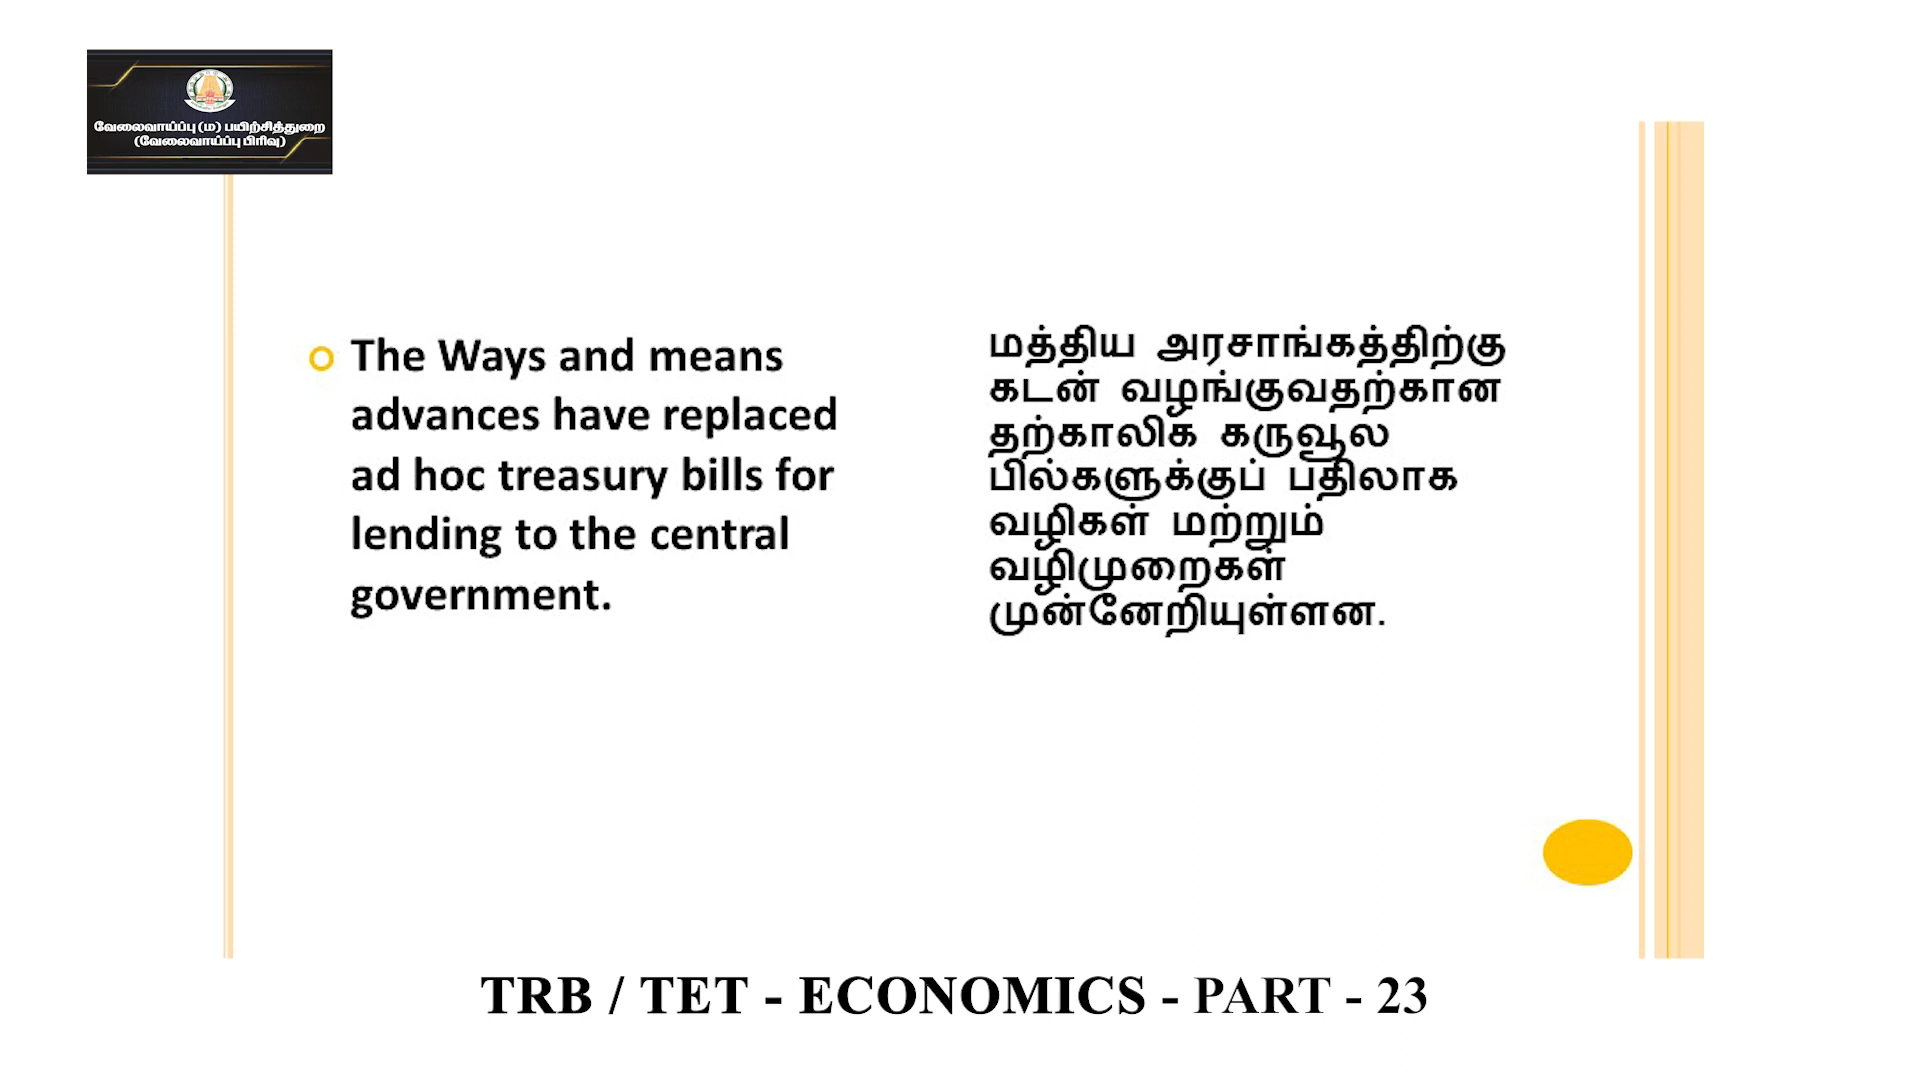 வேலைவாய்ப்பு (ம) பயிற்சித்துறை
(வேலைவாய்ப்பு பிரிவு)
The Ways and means
advances have replaced
ad hoc treasury bills for
lending to the central
government.
மத்திய அரசாங்கத்திற்கு
கடன் வழங்குவதற்கான
தற்காலிக கருவூல
பில்களுக்குப் பதிலாக
வழிகள் மற்றும்
வழிமுறைகள்
முன்னேறியுள்ளன.
TRB / TET - ECONOMICS - PART - 23